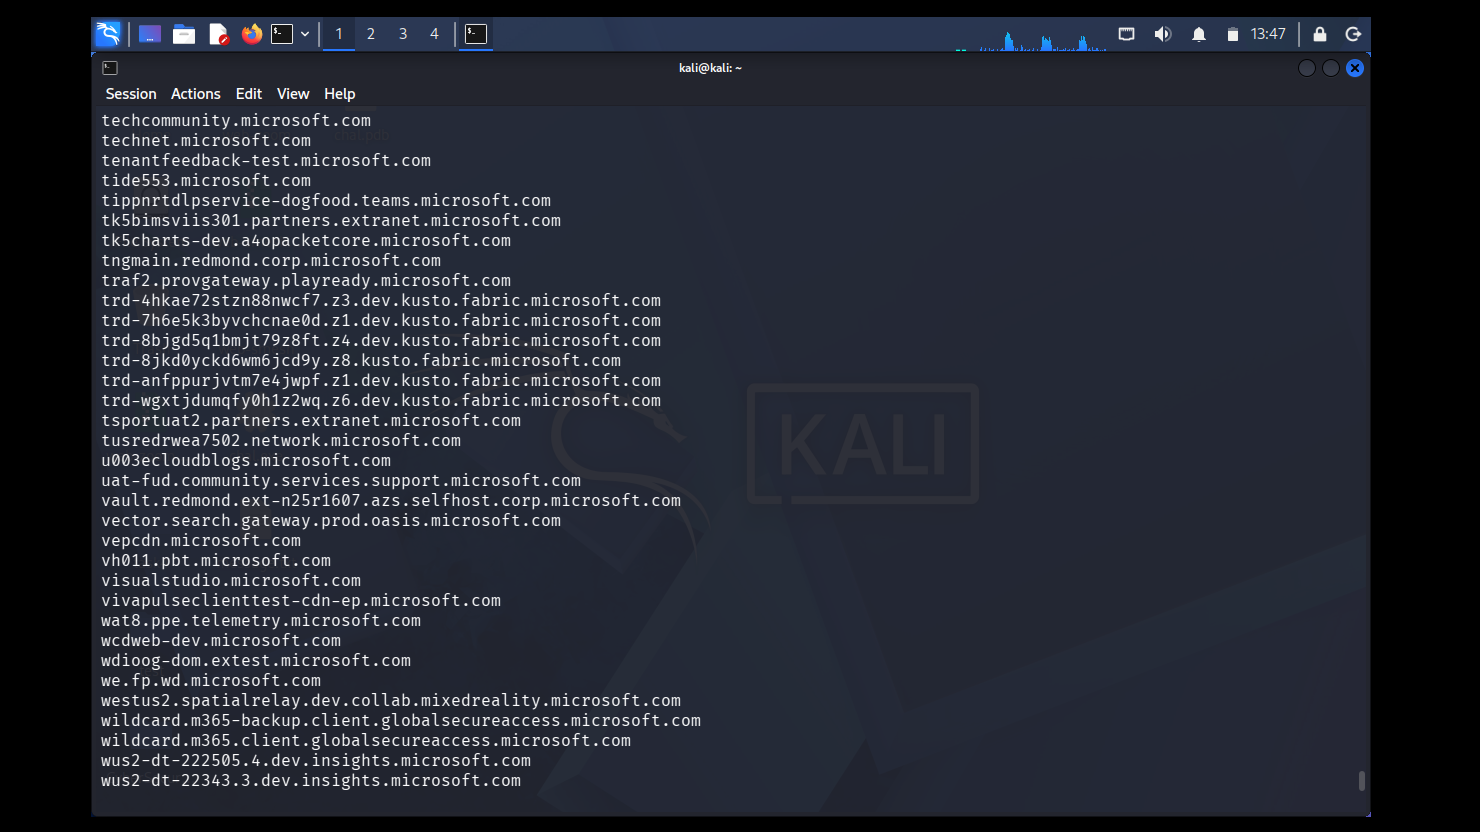 1 2 3 4 13:47
kali@kali: ~
Session Actions Edit View Help
techcommunity.microsoft.com
technet.microsoft.com
tenantfeedback-test.microsoft.com
tide553.microsoft.com
tippnrtdlpservice-dogfood.teams.microsoft.com
tk5bimsviis301.partners.extranet.microsoft.com
tk5charts-dev.a4opacketcore.microsoft.com
tngmain.redmond.corp.microsoft.com
traf2.provgateway.playready.microsoft.com
trd-4hkae72stzn88nwcf7.z3.dev.kusto.fabric.microsoft.com
trd-7h6e5k3byvchcnae0d.z1.dev.kusto.fabric.microsoft.com
trd-8bjgd5q1bmjt79z8ft.z4.dev.kusto.fabric.microsoft.com
trd-8jkd0yckd6wm6jcd9y.z8.kusto.fabric.microsoft.com
trd-anfppurjvtm7e4jwpf.z1.dev.kusto.fabric.microsoft.com
trd-wgxtjdumqfy0h1z2wq.z6.dev.kusto.fabric.microsoft.com
tsportuat2.partners.extranet.microsoft.com
tusredrwea7502.network.microsoft.com
u003ecloudblogs.microsoft.com
uat-fud.community.services.support.microsoft.com
vault.redmond.ext-n25r1607.azs.selfhost.corp.microsoft.com
vector.search.gateway.prod.oasis.microsoft.com
vepcdn.microsoft.com
vh011.pbt.microsoft.com
visualstudio.microsoft.com
vivapulseclienttest-cdn-ep.microsoft.com
wat8.ppe.telemetry.microsoft.com
wcdweb-dev.microsoft.com
wdioog-dom.extest.microsoft.com
we.fp.wd.microsoft.com
westus2.spatialrelay.dev.collab.mixedreality.microsoft.com
wildcard.m365-backup.client.globalsecureaccess.microsoft.com
wildcard.m365.client.globalsecureaccess.microsoft.com
wus2-dt-222505.4.dev.insights.microsoft.com
wus2-dt-22343.3.dev.insights.microsoft.com
KALI